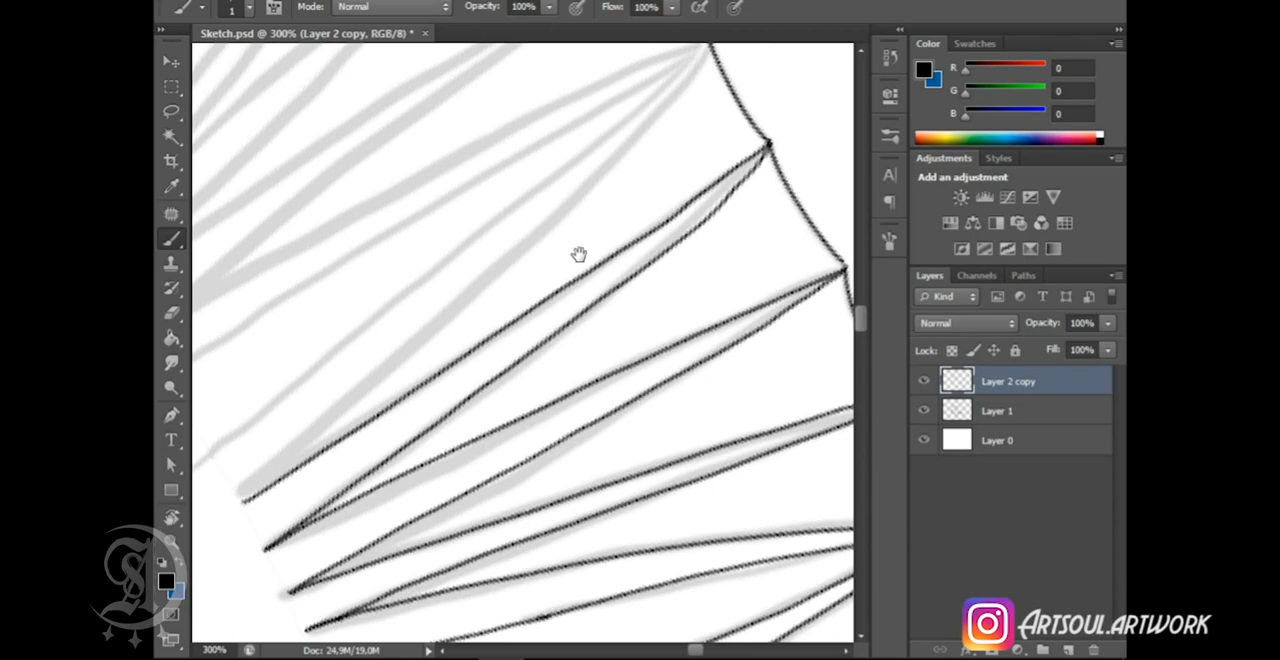 1 Mode: Normal Opacity: 100% Flow: 100%
Sketch.psd @ 300% (Layer 2 copy, RGB/8) * ×
Color Swatches
R 0
G 0
B 0
Adjustments Styles
Add an adjustment
Layers Channels Paths
Kind
Normal Opacity: 100%
Lock: Fill: 100%
Layer 2 copy
Layer 1
Layer 0
300% Doc: 24,9M/19,0M
Artsoul.artwork